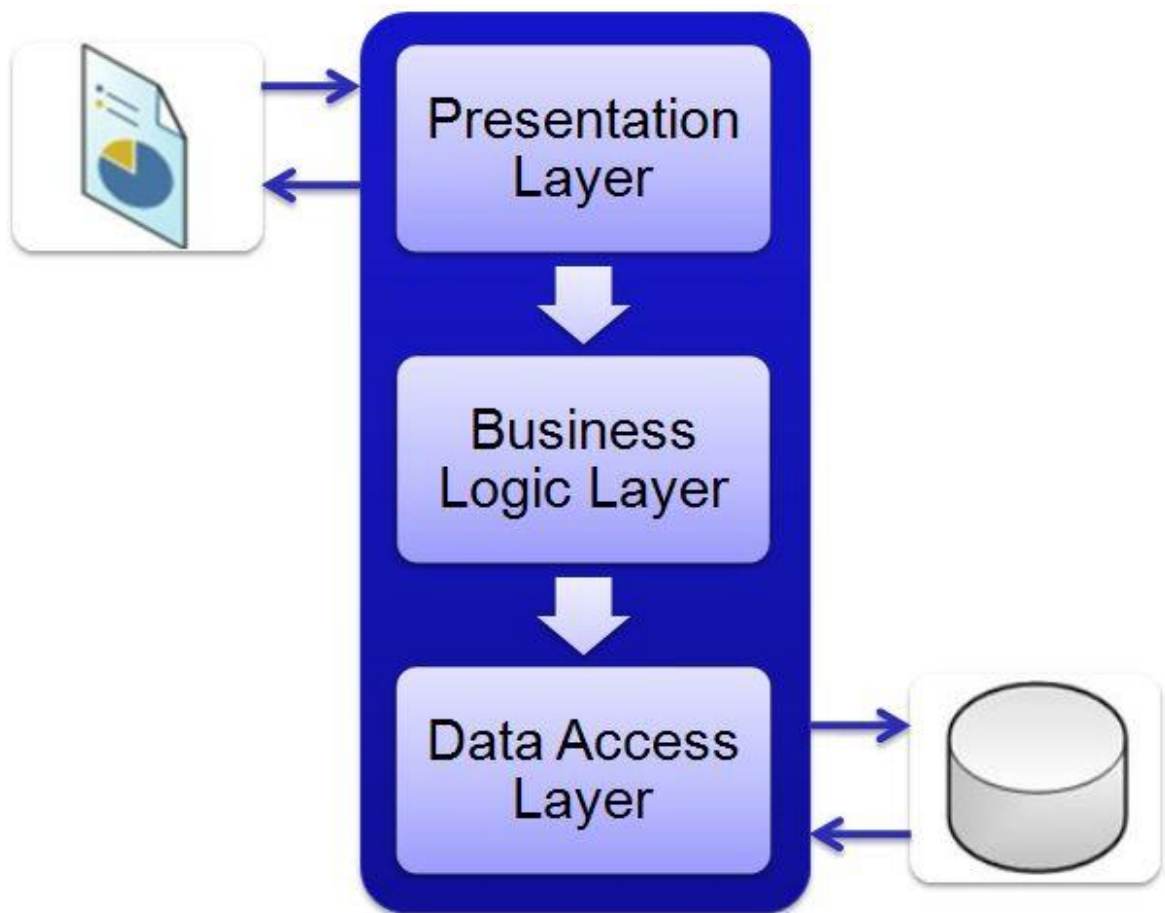 Presentation
Layer
Business
Logic Layer
Data Access
Layer